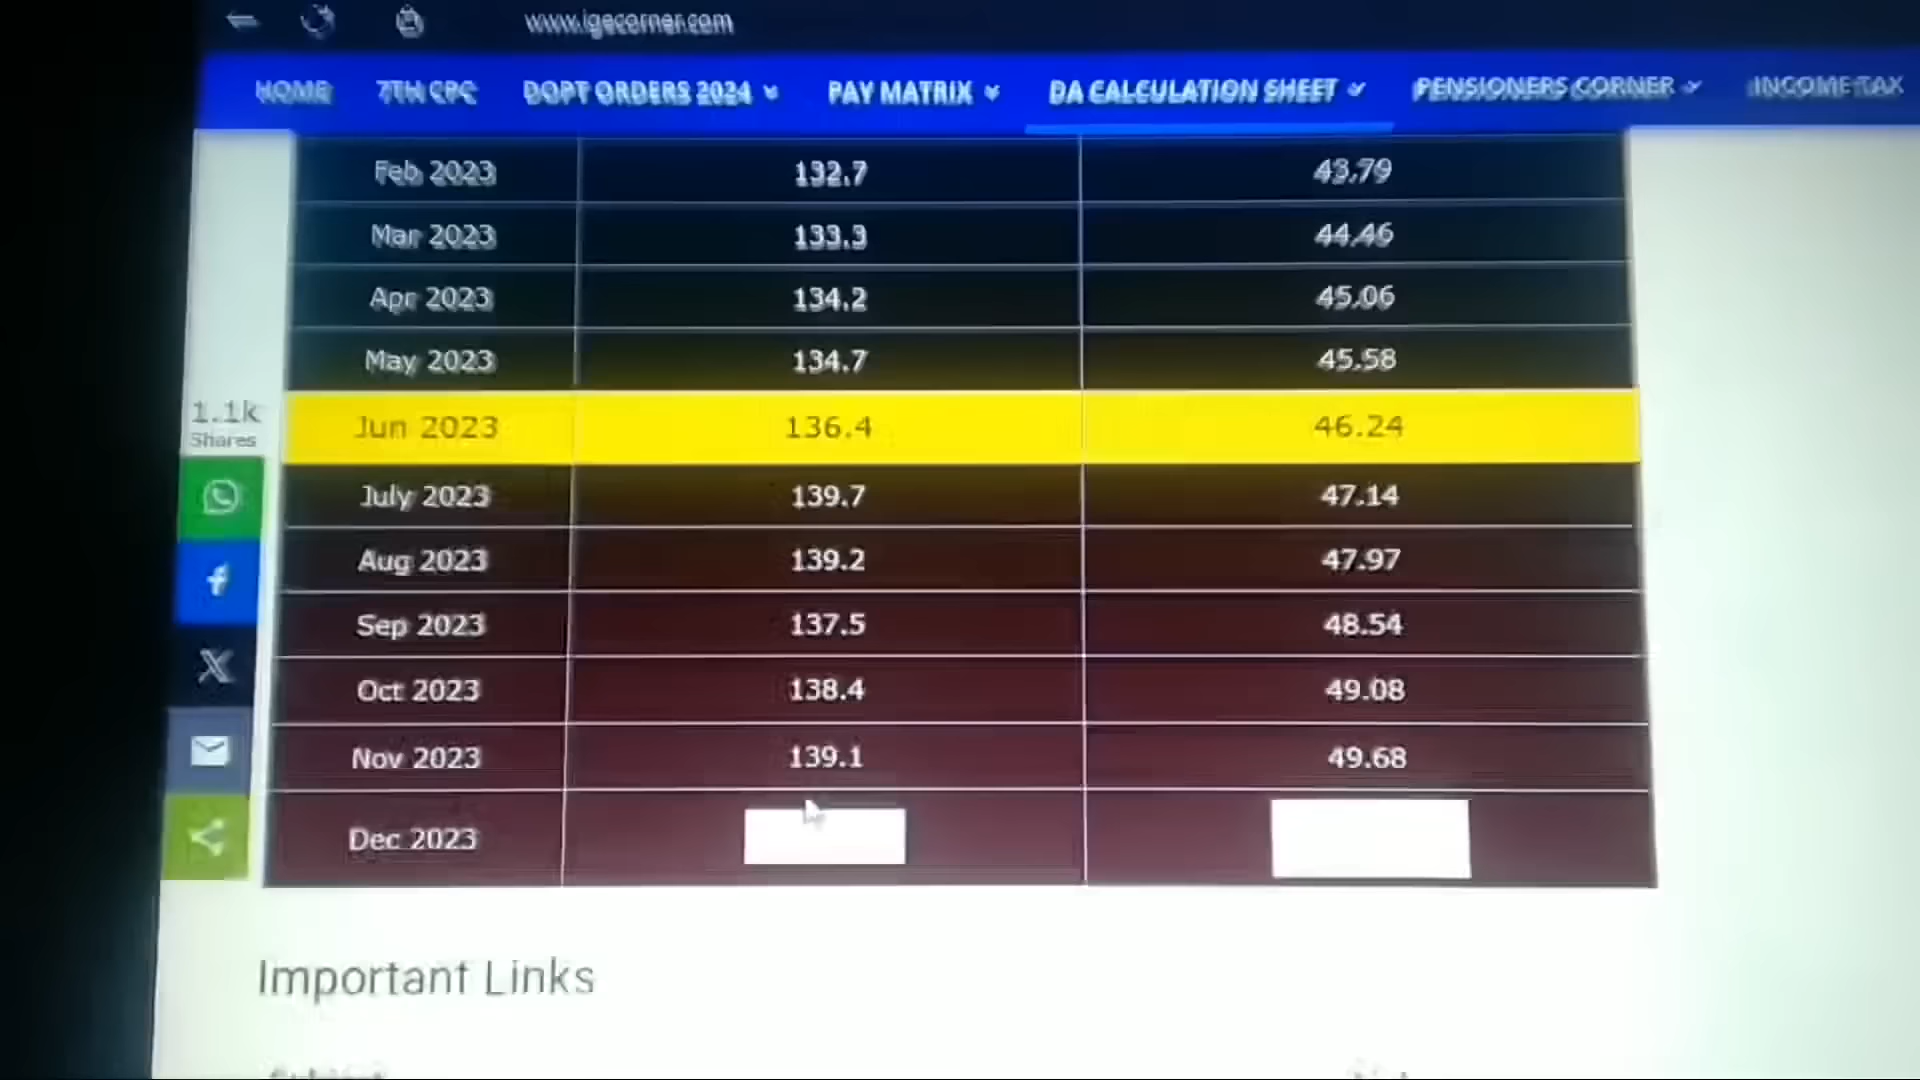 www.igecorner.com
HOME 7TH CPC DOPT ORDERS 2024 PAY MATRIX DA CALCULATION SHEET PENSIONERS CORNER INCOME TAX
Feb 2023 132.7 43.79
Mar 2023 133.3 44.46
Apr 2023 134.2 45.06
May 2023 134.7 45.58
1.1k
Shares
Jun 2023 136.4 46.24
July 2023 139.7 47.14
Aug 2023 139.2 47.97
Sep 2023 137.5 48.54
Oct 2023 138.4 49.08
Nov 2023 139.1 49.68
Dec 2023
Important Links